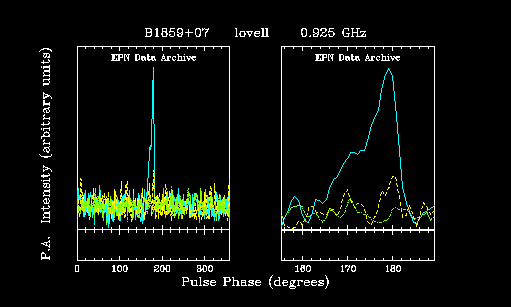 B1859+07 lovell 0.925 GHz
EPN Data Archive EPN Data Archive
P.A. Intensity (arbitrary units)
0 100 200 300 160 170 180
Pulse Phase (degrees)